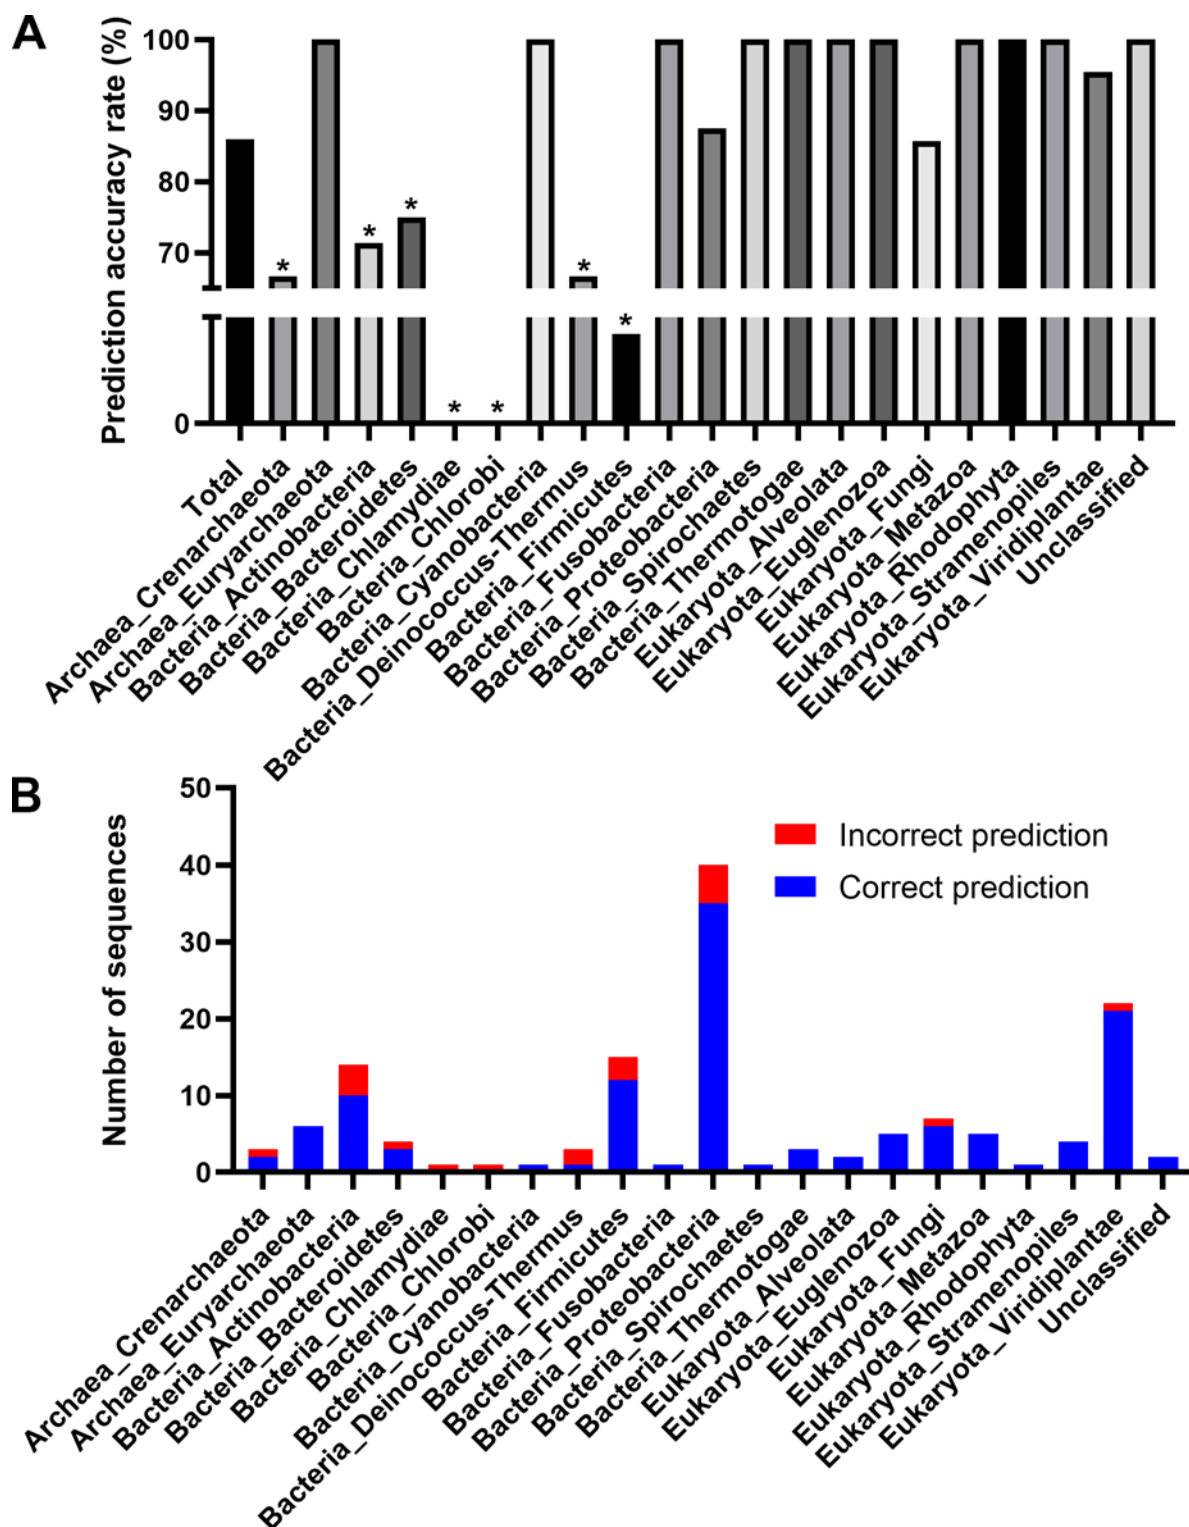 A
Prediction accuracy rate (%)
100
90
80
70
0
*
*
*
*
*
*
*
Total
Archaea_Crenarchaeota
Archaea_Euryarchaeota
Bacteria_Actinobacteria
Bacteria_Bacteroidetes
Bacteria_Chlamydiae
Bacteria_Chlorobi
Bacteria_Cyanobacteria
Bacteria_Deinococcus-Thermus
Bacteria_Firmicutes
Bacteria_Fusobacteria
Bacteria_Proteobacteria
Bacteria_Spirochaetes
Bacteria_Thermotogae
Eukaryota_Alveolata
Eukaryota_Euglenozoa
Eukaryota_Fungi
Eukaryota_Metazoa
Eukaryota_Rhodophyta
Eukaryota_Stramenopiles
Eukaryota_Viridiplantae
Unclassified
B
Number of sequences
50
40
30
20
10
0
Incorrect prediction
Correct prediction
Archaea_Crenarchaeota
Archaea_Euryarchaeota
Bacteria_Actinobacteria
Bacteria_Bacteroidetes
Bacteria_Chlamydiae
Bacteria_Chlorobi
Bacteria_Cyanobacteria
Bacteria_Deinococcus-Thermus
Bacteria_Firmicutes
Bacteria_Fusobacteria
Bacteria_Proteobacteria
Bacteria_Spirochaetes
Bacteria_Thermotogae
Eukaryota_Alveolata
Eukaryota_Euglenozoa
Eukaryota_Fungi
Eukaryota_Metazoa
Eukaryota_Rhodophyta
Eukaryota_Stramenopiles
Eukaryota_Viridiplantae
Unclassified